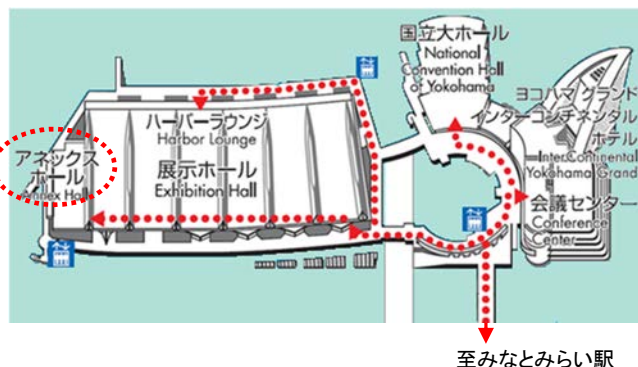 国立大ホール
National
Convention Hall
of Yokohama
ヨコハマ グランド
インターコンチネンタル
ホテル
InterContinental
Yokohama Grand
ハーバーラウンジ
Harbor Lounge
アネックス
ホール
Annex Hall
展示ホール
Exhibition Hall
会議センター
Conference
Center
至みなとみらい駅